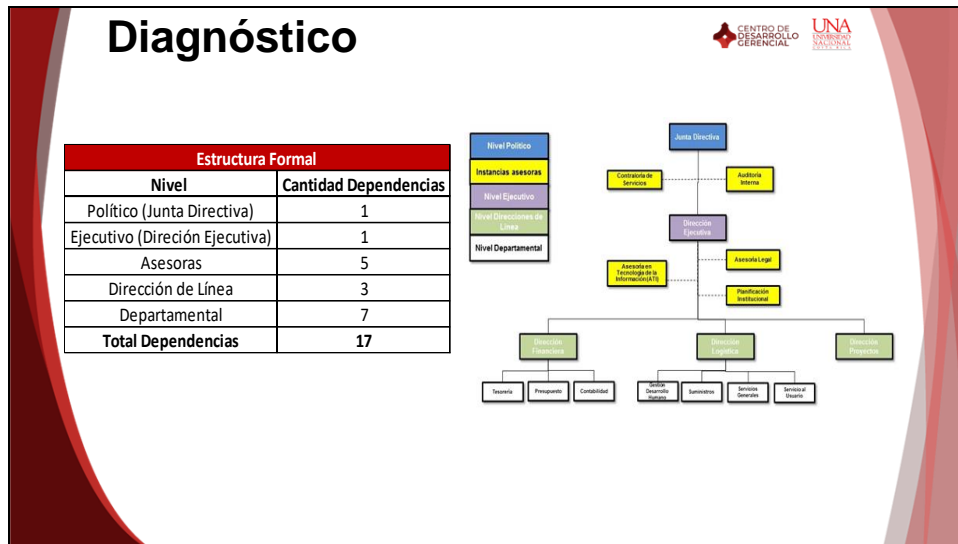 Diagnóstico
CENTRO DE
DESARROLLO
GERENCIAL
UNA
UNIVERSIDAD
NACIONAL
COSTA RICA
Estructura Formal
Nivel Cantidad Dependencias
Político (Junta Directiva) 1
Ejecutivo (Direción Ejecutiva) 1
Asesoras 5
Dirección de Línea 3
Departamental 7
Total Dependencias 17
Nivel Político
Instancias asesoras
Nivel Ejecutivo
Nivel Direcciones de
Línea
Nivel Departamental
Junta Directiva
Contraloría de
Servicios
Auditoría
Interna
Dirección
Ejecutiva
Asesoría Legal
Asesoría en
Tecnología de la
Información (ATI)
Planificación
Institucional
Dirección
Financiera
Dirección
Logística
Dirección
Proyectos
Tesorería
Presupuesto
Contabilidad
Gestión
Desarrollo
Humano
Suministros
Servicios
Generales
Servicio al
Usuario